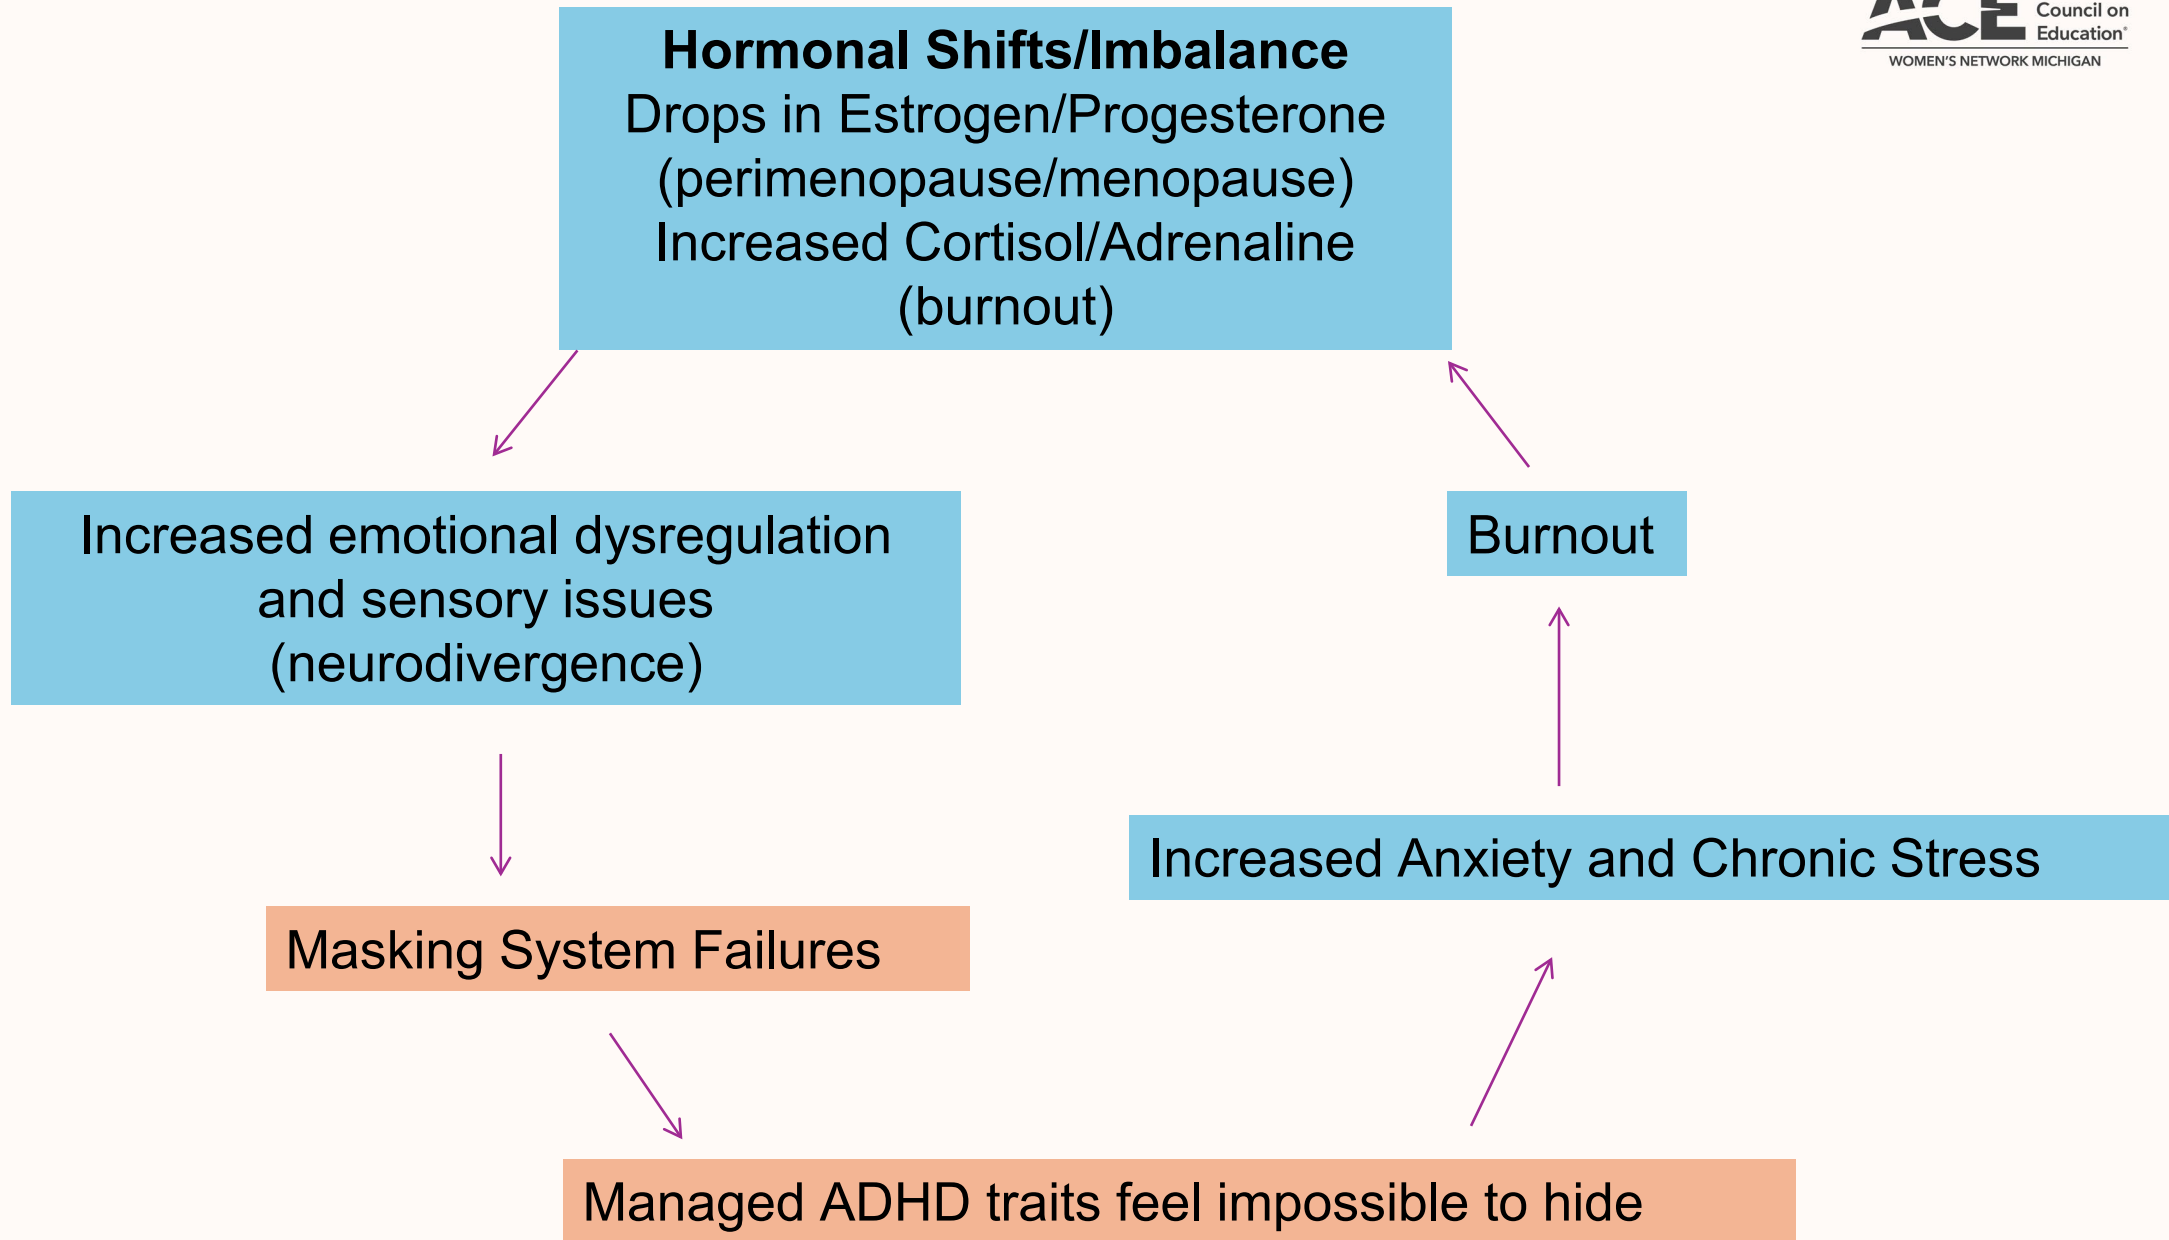 ACE
Council on
Education®
WOMEN'S NETWORK MICHIGAN
Hormonal Shifts/Imbalance
Drops in Estrogen/Progesterone
(perimenopause/menopause)
Increased Cortisol/Adrenaline
(burnout)
Increased emotional dysregulation
and sensory issues
(neurodivergence)
Burnout
Increased Anxiety and Chronic Stress
Masking System Failures
Managed ADHD traits feel impossible to hide